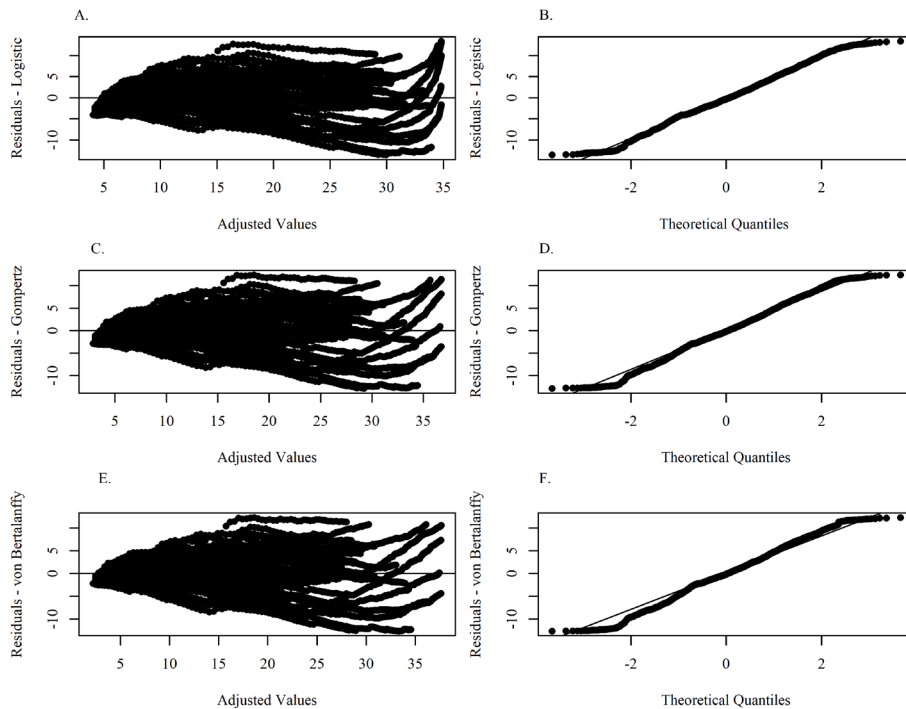 A.
B.
Residuals - Logistic
5
0
-10
5 10 15 20 25 30 35
Adjusted Values
Residuals - Logistic
5
0
-10
-2 0 2
Theoretical Quantiles
C.
D.
Residuals - Gompertz
5
0
-10
5 10 15 20 25 30 35
Adjusted Values
Residuals - Gompertz
5
0
-10
-2 0 2
Theoretical Quantiles
E.
F.
Residuals - von Bertalanffy
5
0
-10
5 10 15 20 25 30 35
Adjusted Values
Residuals - von Bertalanffy
5
0
-10
-2 0 2
Theoretical Quantiles